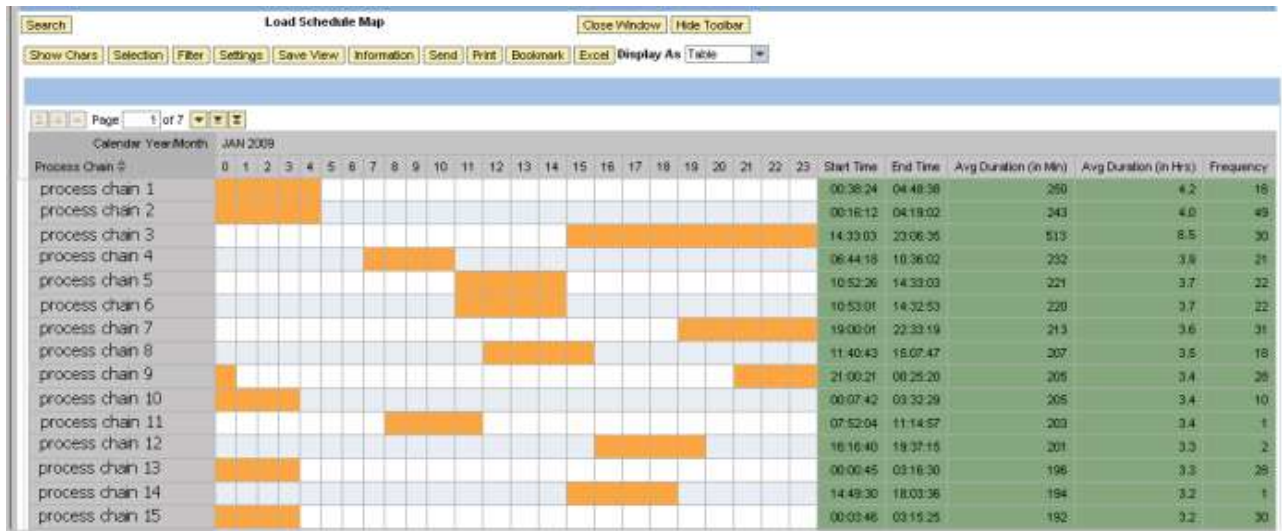 Search Load Schedule Map Close Window Hide Toolbar
Show Chars Selection Filter Settings Save View Information Send Print Bookmark Excel Display As Table
Page 1 of 7
Calendar Year/Month JAN 2009
Process Chain 0 1 2 3 4 5 6 7 8 9 10 11 12 13 14 15 16 17 18 19 20 21 22 23 Start Time End Time Avg Duration (in Min) Avg Duration (in Hrs) Frequency
process chain 1 00:38:24 04:48:38 250 4.2 18
process chain 2 00:16:12 04:19:02 243 4.0 49
process chain 3 14:33:03 23:06:35 513 8.5 30
process chain 4 06:44:18 10:36:02 232 3.9 21
process chain 5 10:52:26 14:33:03 221 3.7 22
process chain 6 10:53:01 14:32:53 220 3.7 22
process chain 7 19:00:01 22:33:19 213 3.6 31
process chain 8 11:40:43 15:07:47 207 3.5 18
process chain 9 21:00:21 00:25:20 205 3.4 28
process chain 10 00:07:42 03:32:29 205 3.4 10
process chain 11 07:52:04 11:14:57 203 3.4 1
process chain 12 16:16:40 19:37:15 201 3.3 2
process chain 13 00:00:45 03:16:30 196 3.3 28
process chain 14 14:49:30 18:03:36 194 3.2 1
process chain 15 00:03:46 03:15:25 192 3.2 30